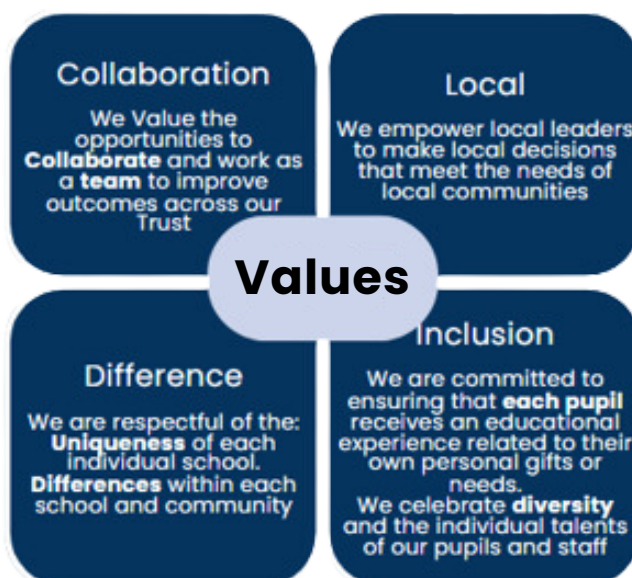 Collaboration
We Value the
opportunities to
Collaborate and work as
a team to improve
outcomes across our
Trust
Local
We empower local leaders
to make local decisions
that meet the needs of
local communities
Values
Difference
We are respectful of the:
Uniqueness of each
individual school.
Differences within each
school and community
Inclusion
We are committed to
ensuring that each pupil
receives an educational
experience related to their
own personal gifts or
needs.
We celebrate diversity
and the individual talents
of our pupils and staff